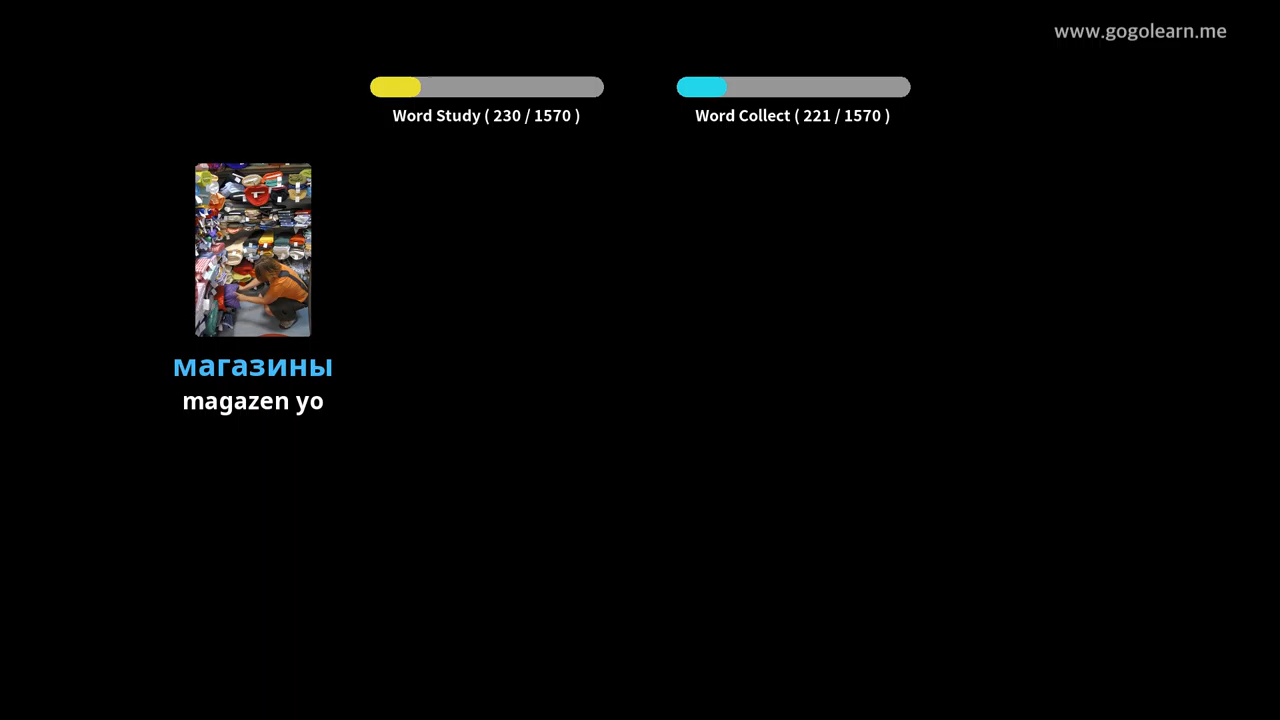 www.gogolearn.me
Word Study ( 230 / 1570 )
Word Collect ( 221 / 1570 )
магазины
magazen yo